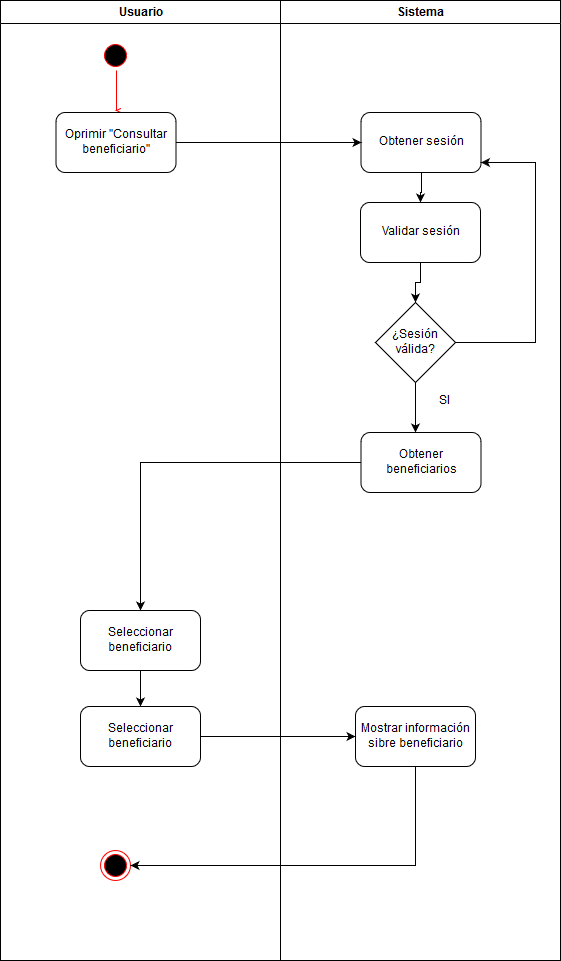 Usuario
Sistema
Oprimir "Consultar
beneficiario"
Obtener sesión
Validar sesión
¿Sesión
válida?
SI
Obtener
beneficiarios
Seleccionar
beneficiario
Seleccionar
beneficiario
Mostrar información
sibre beneficiario